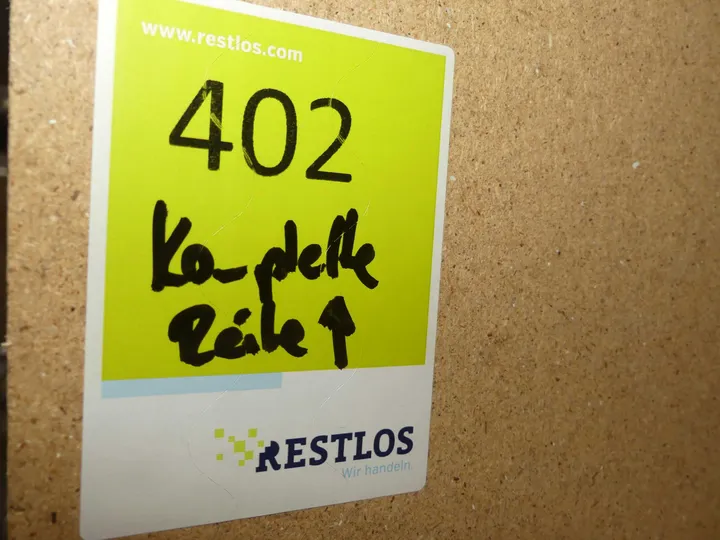 www.restlos.com
402
Komplette
Reihe ↑
RESTLOS
Wir handeln.